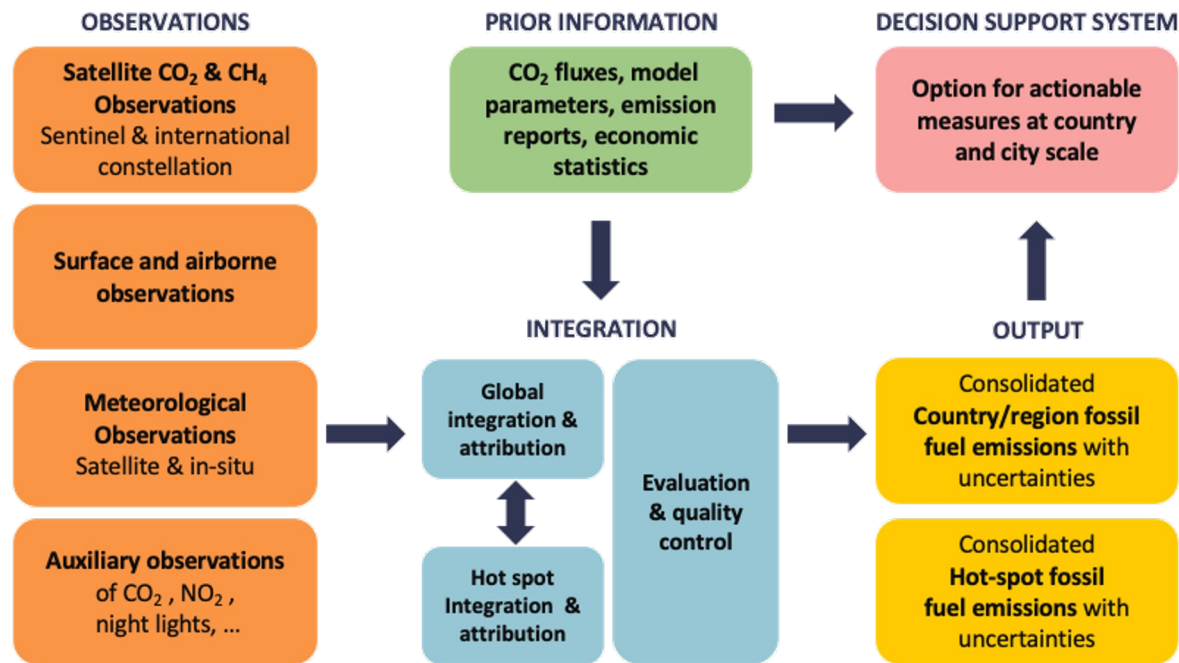 OBSERVATIONS
Satellite CO₂ & CH₄
Observations
Sentinel & international
constellation
Surface and airborne
observations
Meteorological
Observations
Satellite & in-situ
Auxiliary observations
of CO₂ , NO₂ ,
night lights, ...
PRIOR INFORMATION
CO₂ fluxes, model
parameters, emission
reports, economic
statistics
INTEGRATION
Global
integration &
attribution
Hot spot
Integration &
attribution
Evaluation
& quality
control
DECISION SUPPORT SYSTEM
Option for actionable
measures at country
and city scale
OUTPUT
Consolidated
Country/region fossil
fuel emissions with
uncertainties
Consolidated
Hot-spot fossil
fuel emissions with
uncertainties